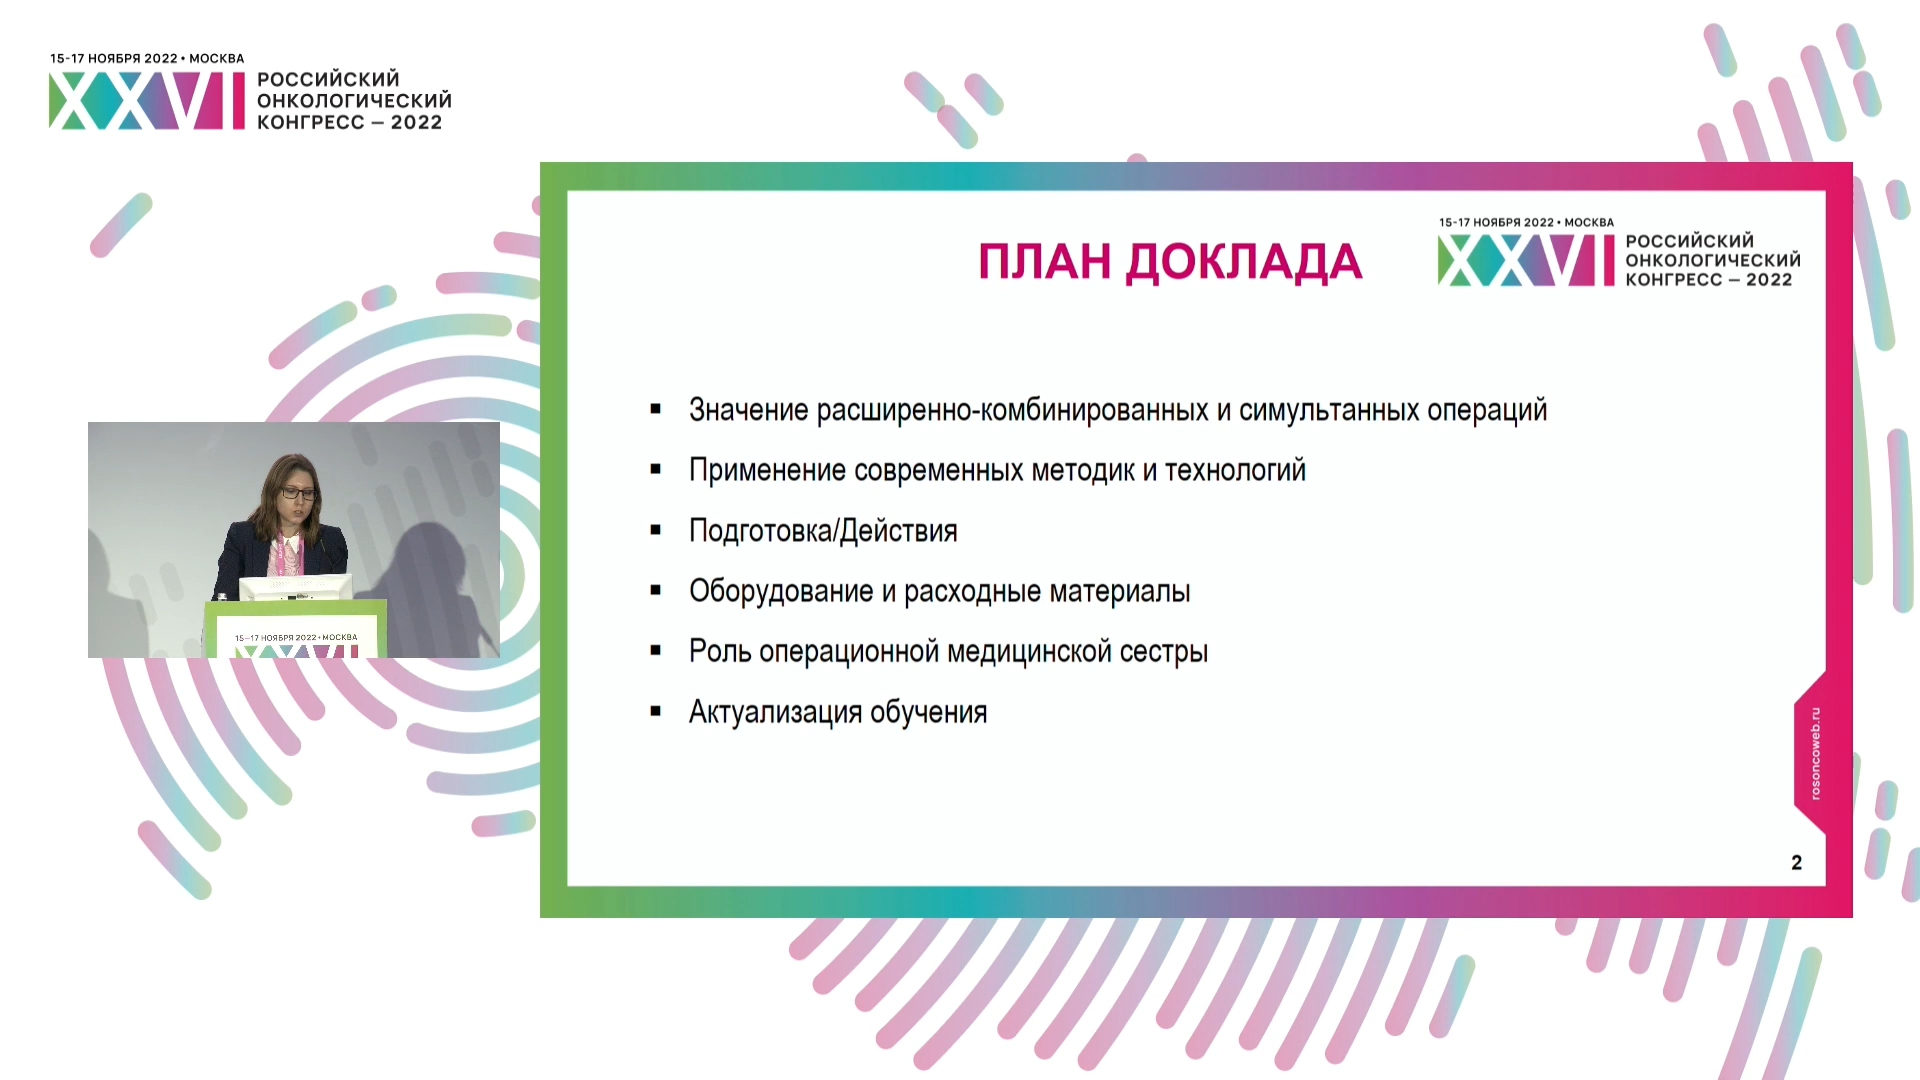 15-17 НОЯБРЯ 2022 • МОСКВА
XXVI
РОССИЙСКИЙ
ОНКОЛОГИЧЕСКИЙ
КОНГРЕСС — 2022
15-17 НОЯБРЯ 2022 • МОСКВА
XXVI
РОССИЙСКИЙ
ОНКОЛОГИЧЕСКИЙ
КОНГРЕСС — 2022
ПЛАН ДОКЛАДА
▪ Значение расширенно-комбинированных и симультанных операций
▪ Применение современных методик и технологий
▪ Подготовка/Действия
▪ Оборудование и расходные материалы
▪ Роль операционной медицинской сестры
▪ Актуализация обучения
15–17 НОЯБРЯ 2022 • МОСКВА
XXVI
rosoncoweb.ru
2